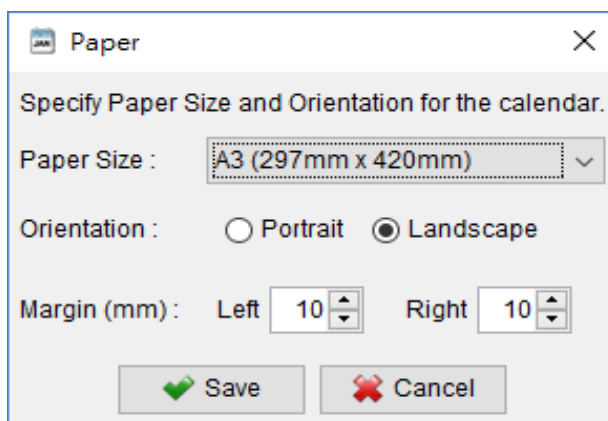 JAN
Paper
Specify Paper Size and Orientation for the calendar.
Paper Size : A3 (297mm x 420mm)
Orientation : Portrait Landscape
Margin (mm) : Left 10 Right 10
Save Cancel